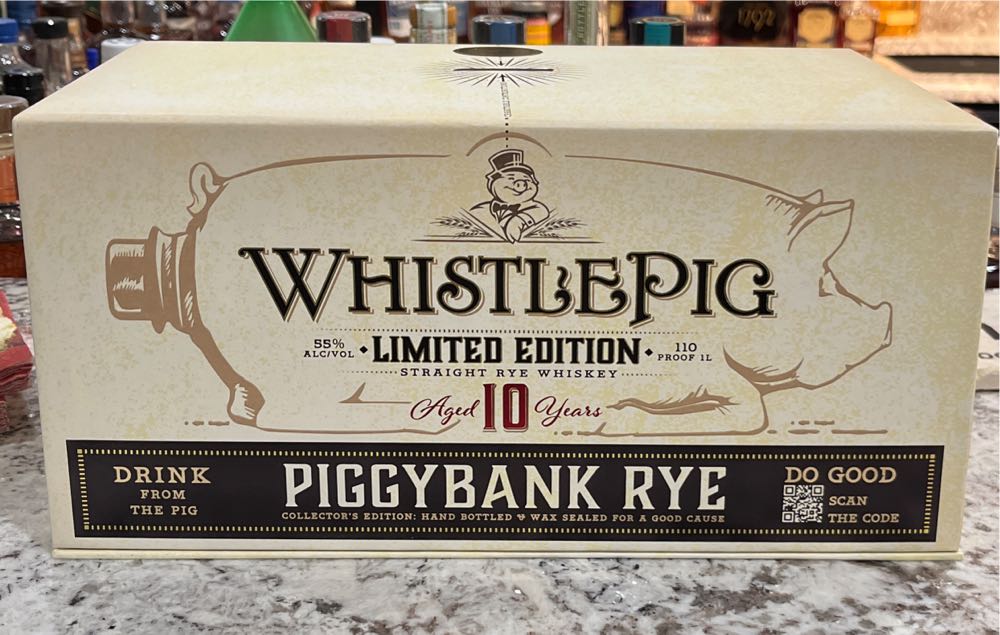 1792
WHISTLEPIG
55%
ALC/VOL
LIMITED EDITION
110
PROOF 1L
STRAIGHT RYE WHISKEY
Aged 10 Years
DRINK
FROM
THE PIG
PIGGYBANK RYE
COLLECTOR'S EDITION: HAND BOTTLED & WAX SEALED FOR A GOOD CAUSE
DO GOOD
SCAN
THE CODE